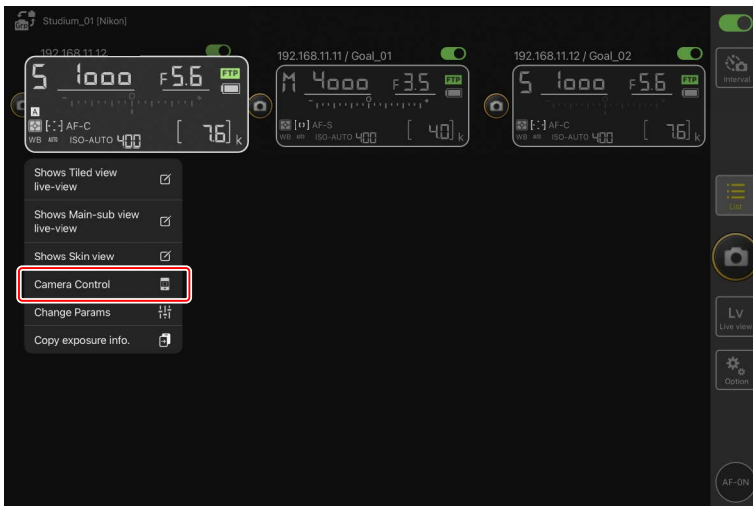 Grp Studium_01 [Nikon]
192.168.11.12
192.168.11.11 / Goal_01
192.168.11.12 / Goal_02
S 1000 F5.6 FTP
A
[ ] AF-C
WB AUTO ISO-AUTO 400 [ 7.6] k
M 4000 F3.5 FTP
[ ] AF-S
WB AUTO ISO-AUTO 400 [ 4.0] k
S 1000 F5.6 FTP
[ ] AF-C
WB AUTO ISO-AUTO 400 [ 7.6] k
Shows Tiled view
live-view
Shows Main-sub view
live-view
Shows Skin view
Camera Control
Change Params
Copy exposure info.
Interval
List
Lv
Live view
Option
AF-ON